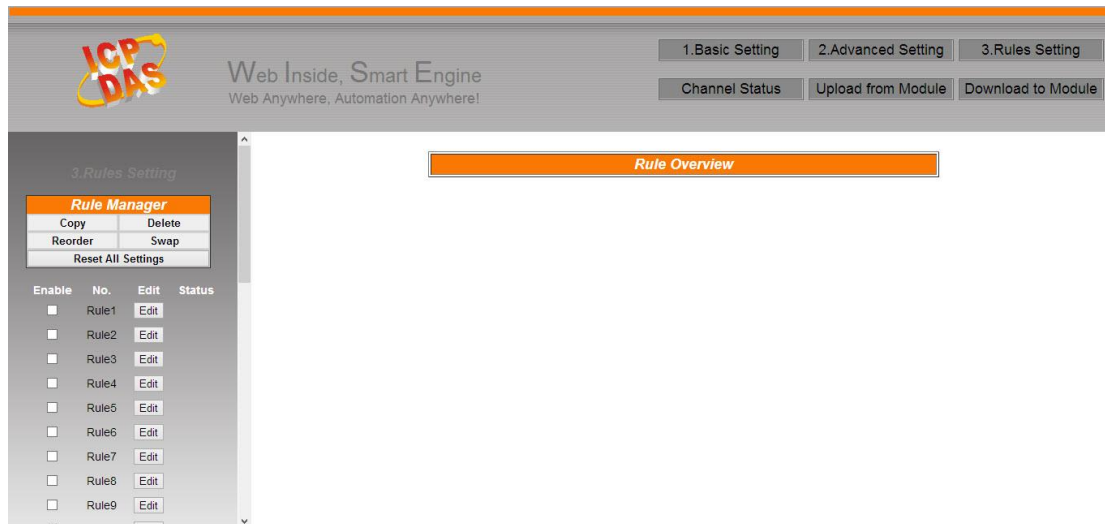 ICP
DAS
Web Inside, Smart Engine
Web Anywhere, Automation Anywhere!
1.Basic Setting 2.Advanced Setting 3.Rules Setting
Channel Status Upload from Module Download to Module
3.Rules Setting
Rule Manager
Copy Delete
Reorder Swap
Reset All Settings
Enable No. Edit Status
Rule1 Edit
Rule2 Edit
Rule3 Edit
Rule4 Edit
Rule5 Edit
Rule6 Edit
Rule7 Edit
Rule8 Edit
Rule9 Edit
Rule Overview